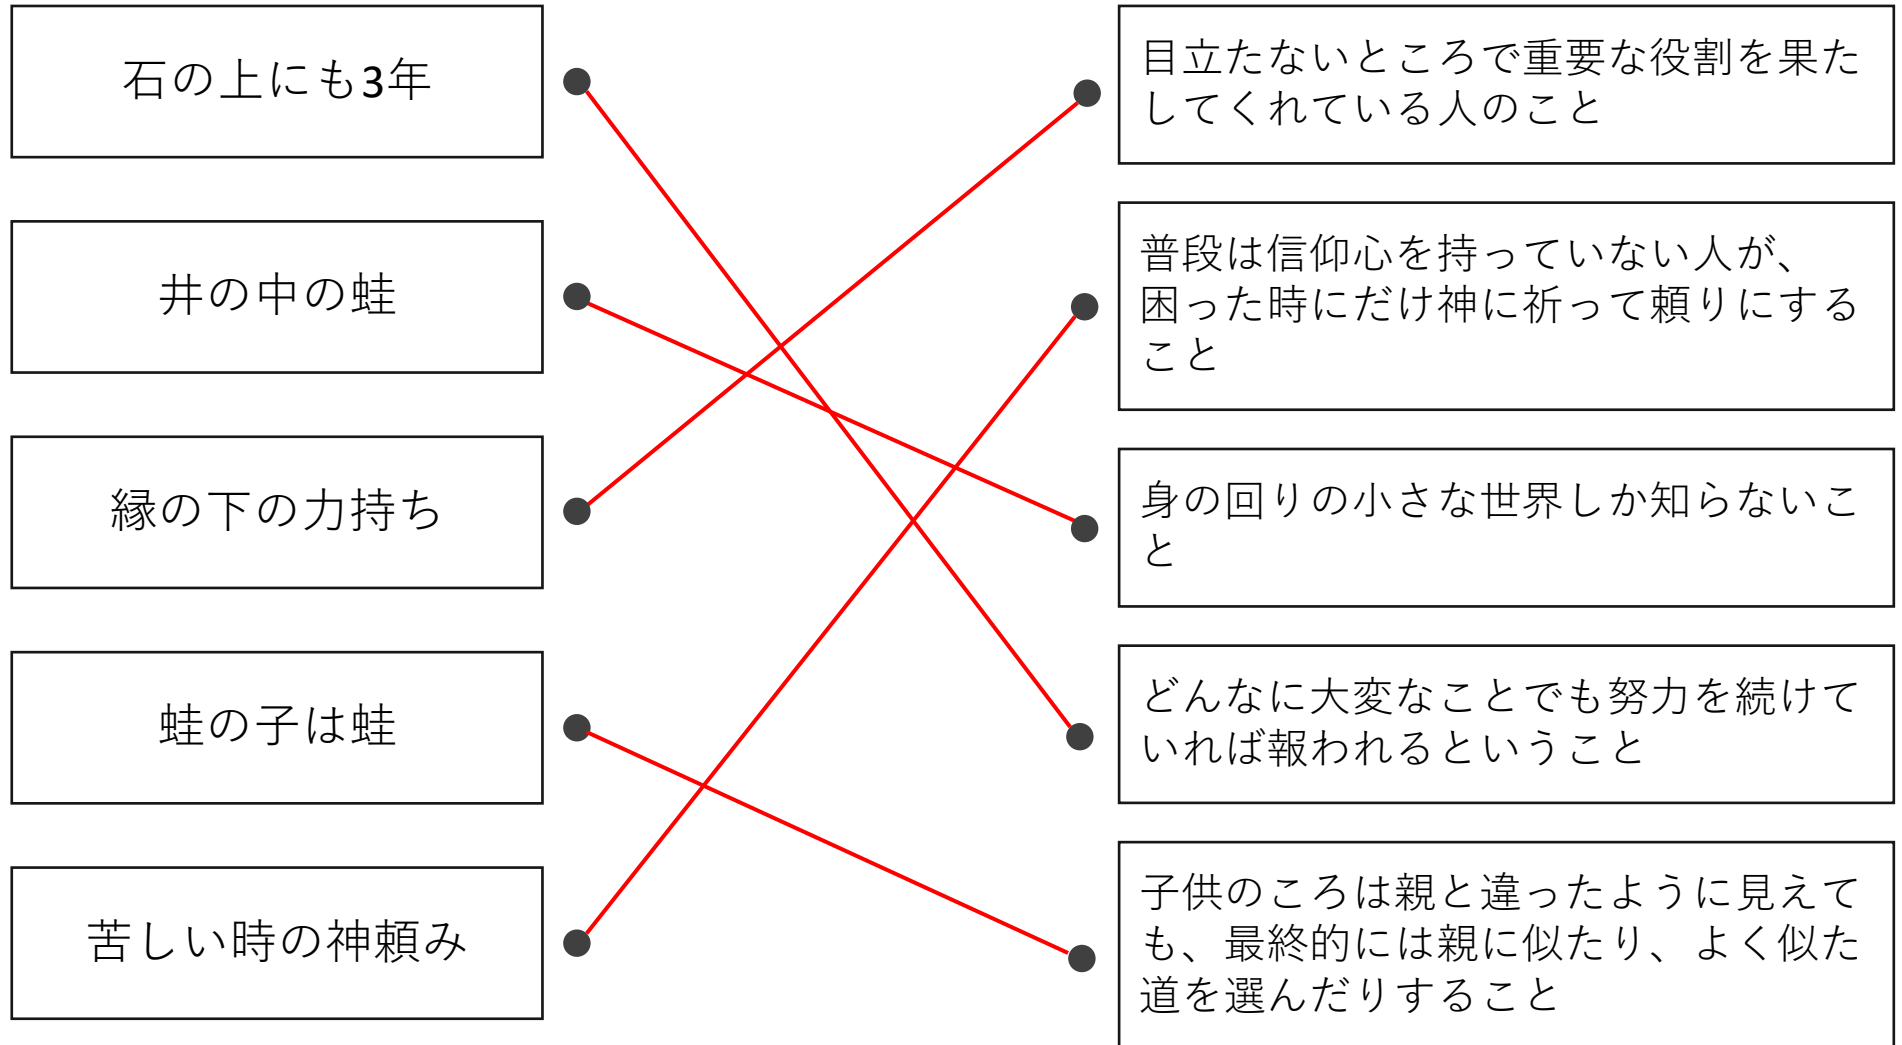 石の上にも3年
井の中の蛙
縁の下の力持ち
蛙の子は蛙
苦しい時の神頼み
目立たないところで重要な役割を果た
してくれている人のこと
普段は信仰心を持っていない人が、
困った時にだけ神に祈って頼りにする
こと
身の回りの小さな世界しか知らないこ
と
どんなに大変なことでも努力を続けて
いれば報われるということ
子供のころは親と違ったように見えて
も、最終的には親に似たり、よく似た
道を選んだりすること